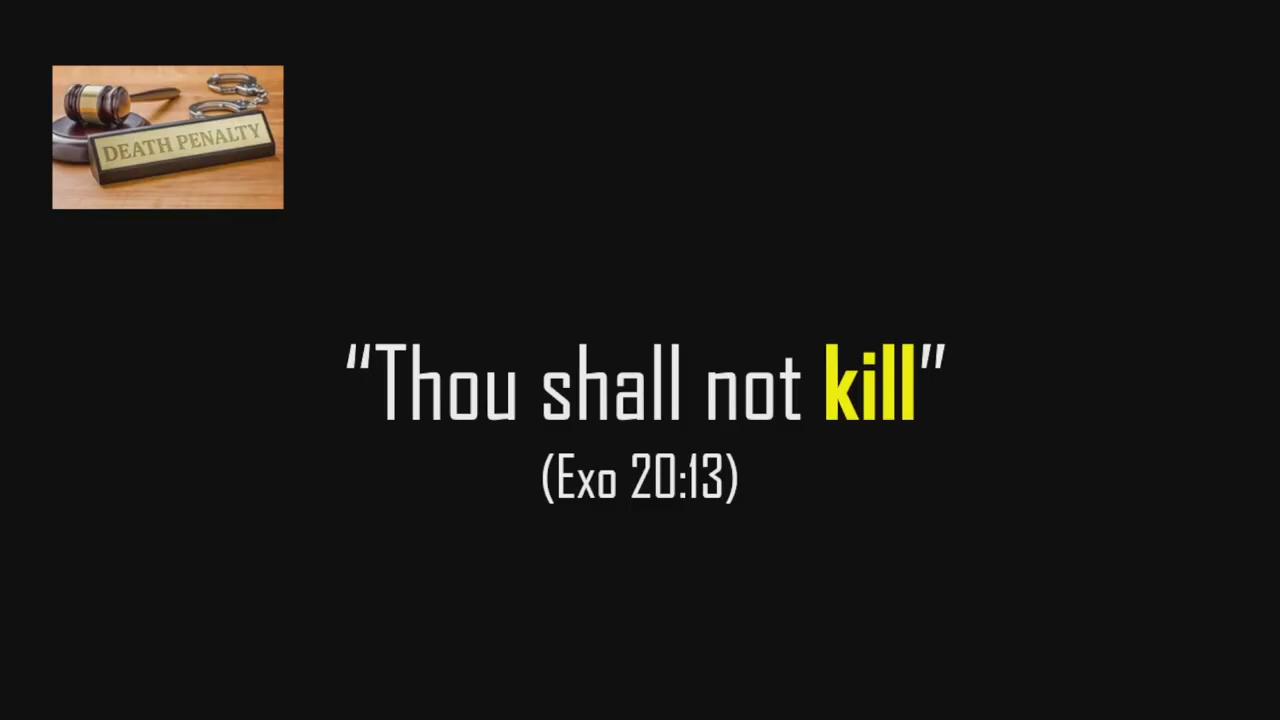 DEATH PENALTY
“Thou shall not kill”
(Exo 20:13)